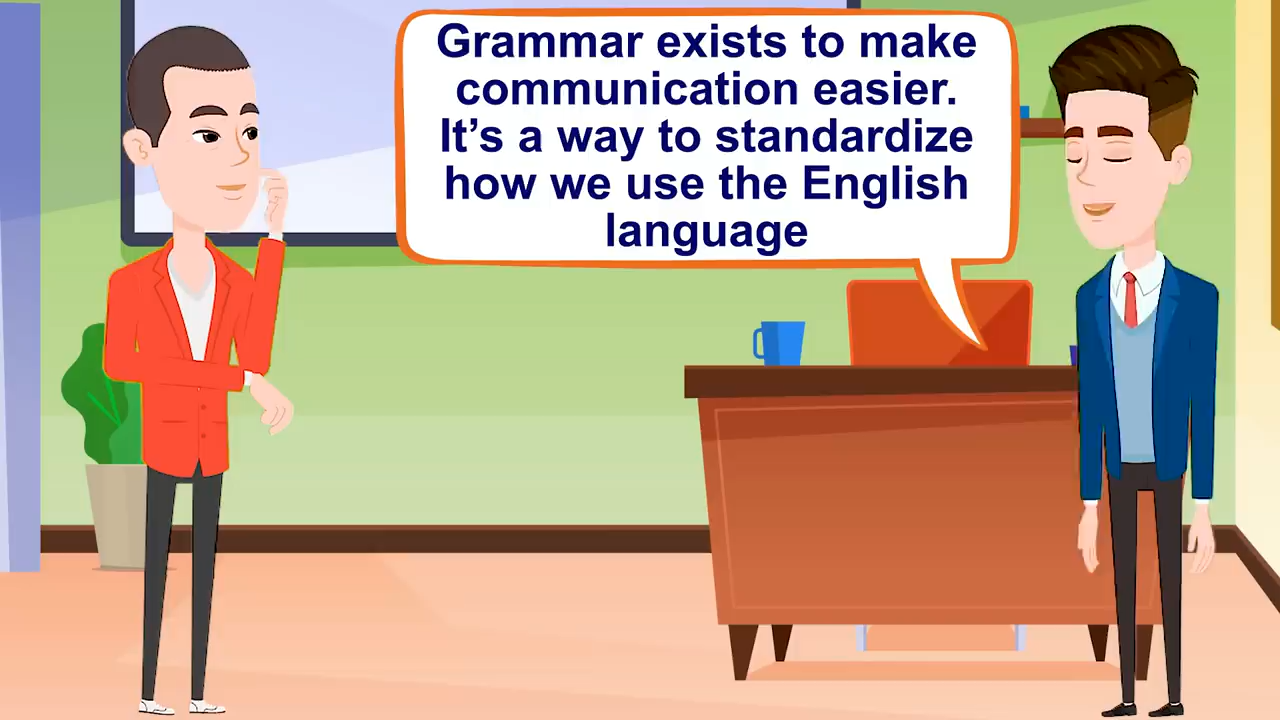 Grammar exists to make
communication easier.
It’s a way to standardize
how we use the English
language